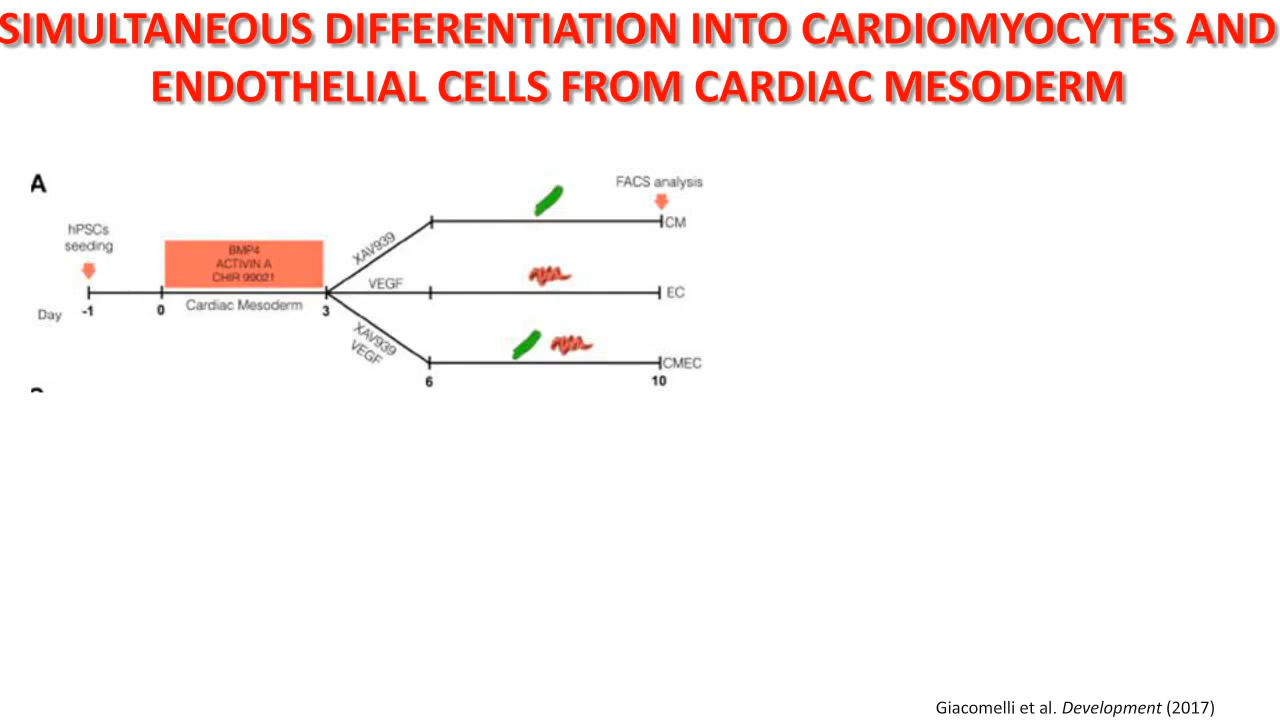 SIMULTANEOUS DIFFERENTIATION INTO CARDIOMYOCYTES AND
ENDOTHELIAL CELLS FROM CARDIAC MESODERM
A
FACS analysis
hPSCs
seeding
XAV939
CM
BMP4
ACTIVIN A
CHIR 99021
VEGF
EC
Cardiac Mesoderm
Day
-1
0
3
XAV939
VEGF
CMEC
6
10
Giacomelli et al. Development (2017)